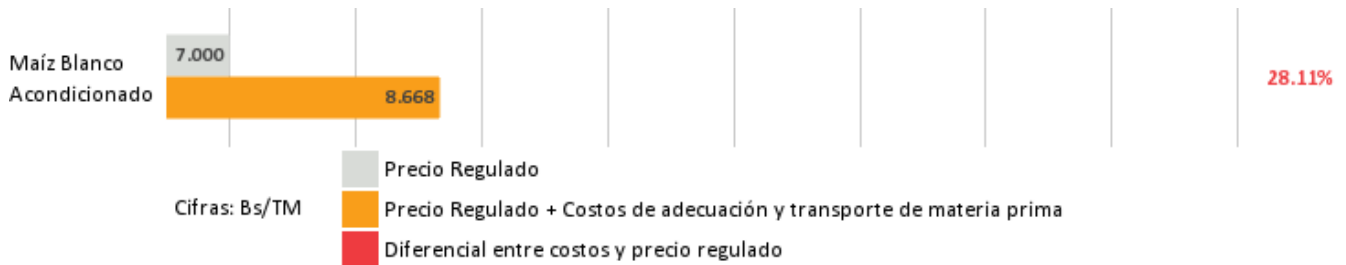 Maíz Blanco
Acondicionado
7.000
8.668
28.11%
Cifras: Bs/TM
Precio Regulado
Precio Regulado + Costos de adecuación y transporte de materia prima
Diferencial entre costos y precio regulado